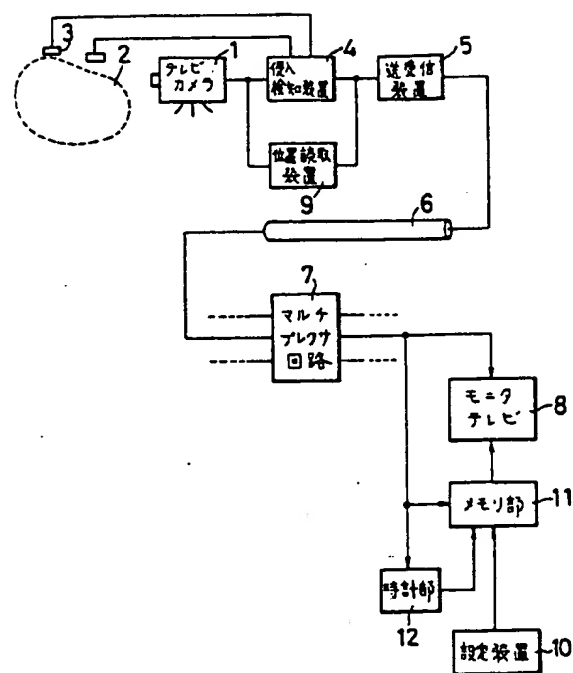 3
2
1
テレビ
カメラ
4
侵入
検知装置
5
送受信
装置
位置読取
装置
9
6
7
マルチ
プレクサ
回路
モニタ
テレビ
8
メモリ部
11
時計部
12
設定装置
10